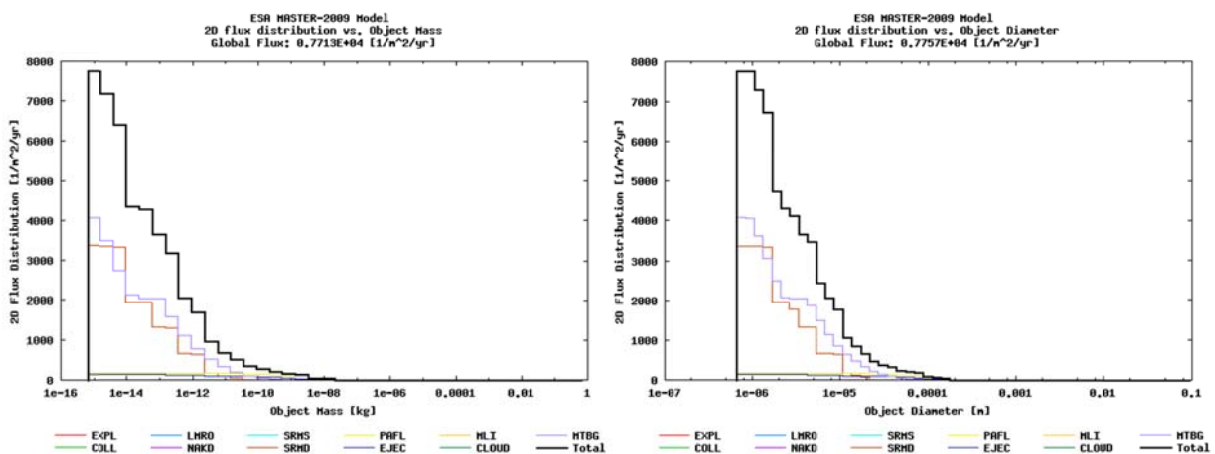 ESA MASTER-2009 Model
2D flux distribution vs. Object Mass
Global Flux: 0.7713E+04 [1/m^2/yr]
2D Flux Distribution [1/m^2/yr]
8000
7000
6000
5000
4000
3000
2000
1000
0
1e-16
1e-14
1e-12
1e-10
1e-08
1e-06
0.0001
0.01
1
Object Mass [kg]
EXPL
LMRO
SRMS
PAFL
MLI
MTBG
COLL
NAKD
SRMD
EJEC
CLOUD
Total
ESA MASTER-2009 Model
2D flux distribution vs. Object Diameter
Global Flux: 0.7757E+04 [1/m^2/yr]
2D Flux Distribution [1/m^2/yr]
8000
7000
6000
5000
4000
3000
2000
1000
0
1e-07
1e-06
1e-05
0.0001
0.001
0.01
0.1
Object Diameter [m]
EXPL
LMRO
SRMS
PAFL
MLI
MTBG
COLL
NAKD
SRMD
EJEC
CLOUD
Total